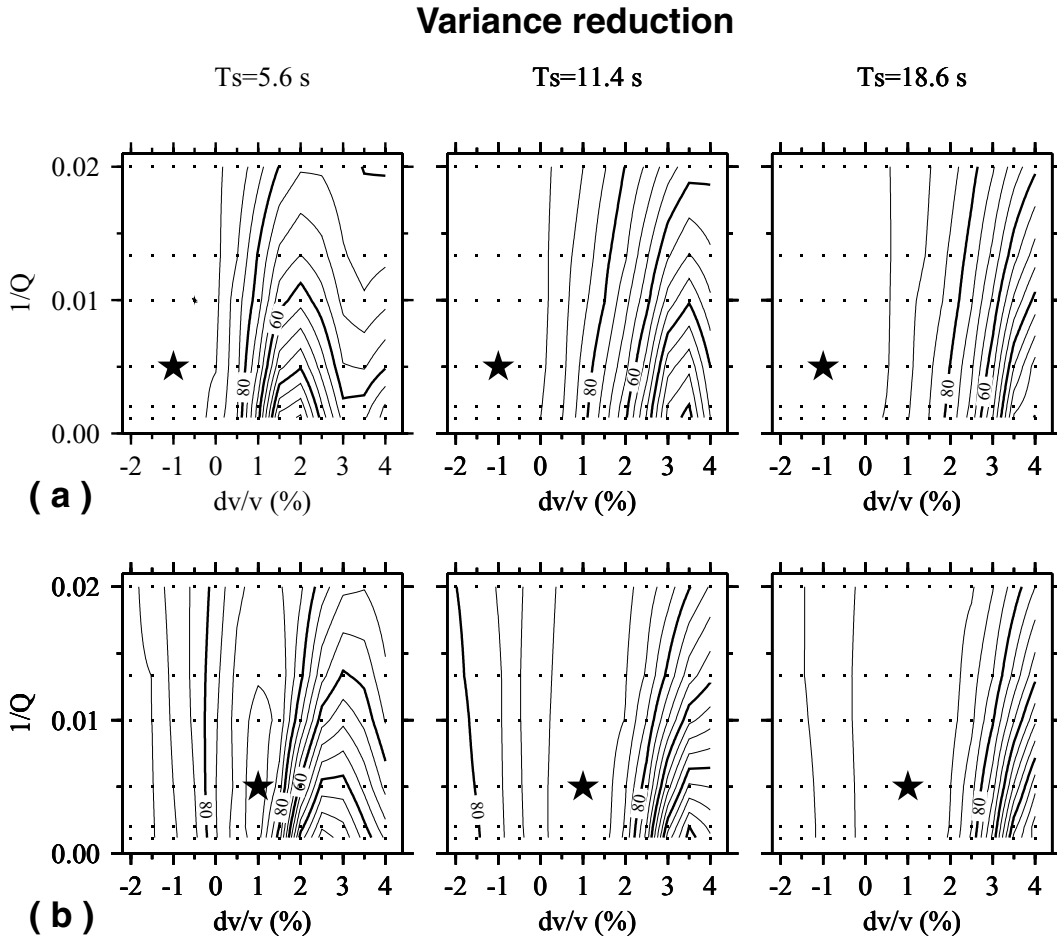 Variance reduction
Ts=5.6 s Ts=11.4 s Ts=18.6 s
0.02
0.01
0.00
1/Q
80 60 80 60 80 60
-2 -1 0 1 2 3 4 -2 -1 0 1 2 3 4 -2 -1 0 1 2 3 4
( a ) dv/v (%) dv/v (%) dv/v (%)
0.02
0.01
0.00
1/Q
80 80 60 80 80 80
-2 -1 0 1 2 3 4 -2 -1 0 1 2 3 4 -2 -1 0 1 2 3 4
( b ) dv/v (%) dv/v (%) dv/v (%)